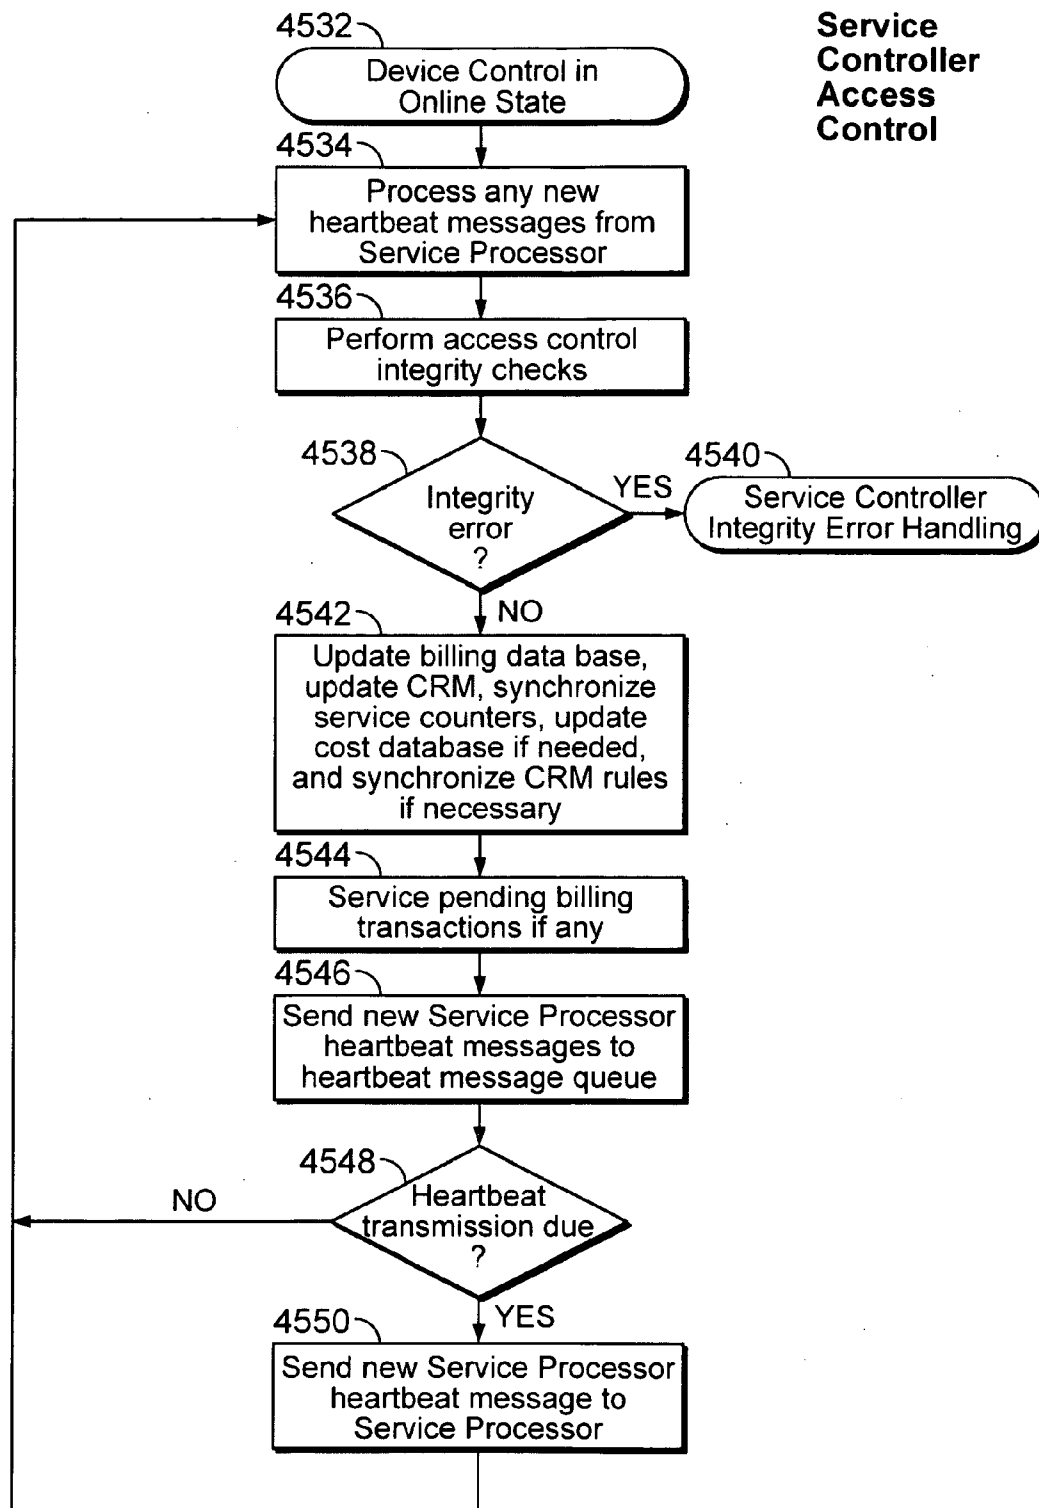 Service
Controller
Access
Control
4532
Device Control in
Online State
4534
Process any new
heartbeat messages from
Service Processor
4536
Perform access control
integrity checks
4538
Integrity
error
?
YES
4540
Service Controller
Integrity Error Handling
NO
4542
Update billing data base,
update CRM, synchronize
service counters, update
cost database if needed,
and synchronize CRM rules
if necessary
4544
Service pending billing
transactions if any
4546
Send new Service Processor
heartbeat messages to
heartbeat message queue
4548
Heartbeat
transmission due
?
NO
YES
4550
Send new Service Processor
heartbeat message to
Service Processor